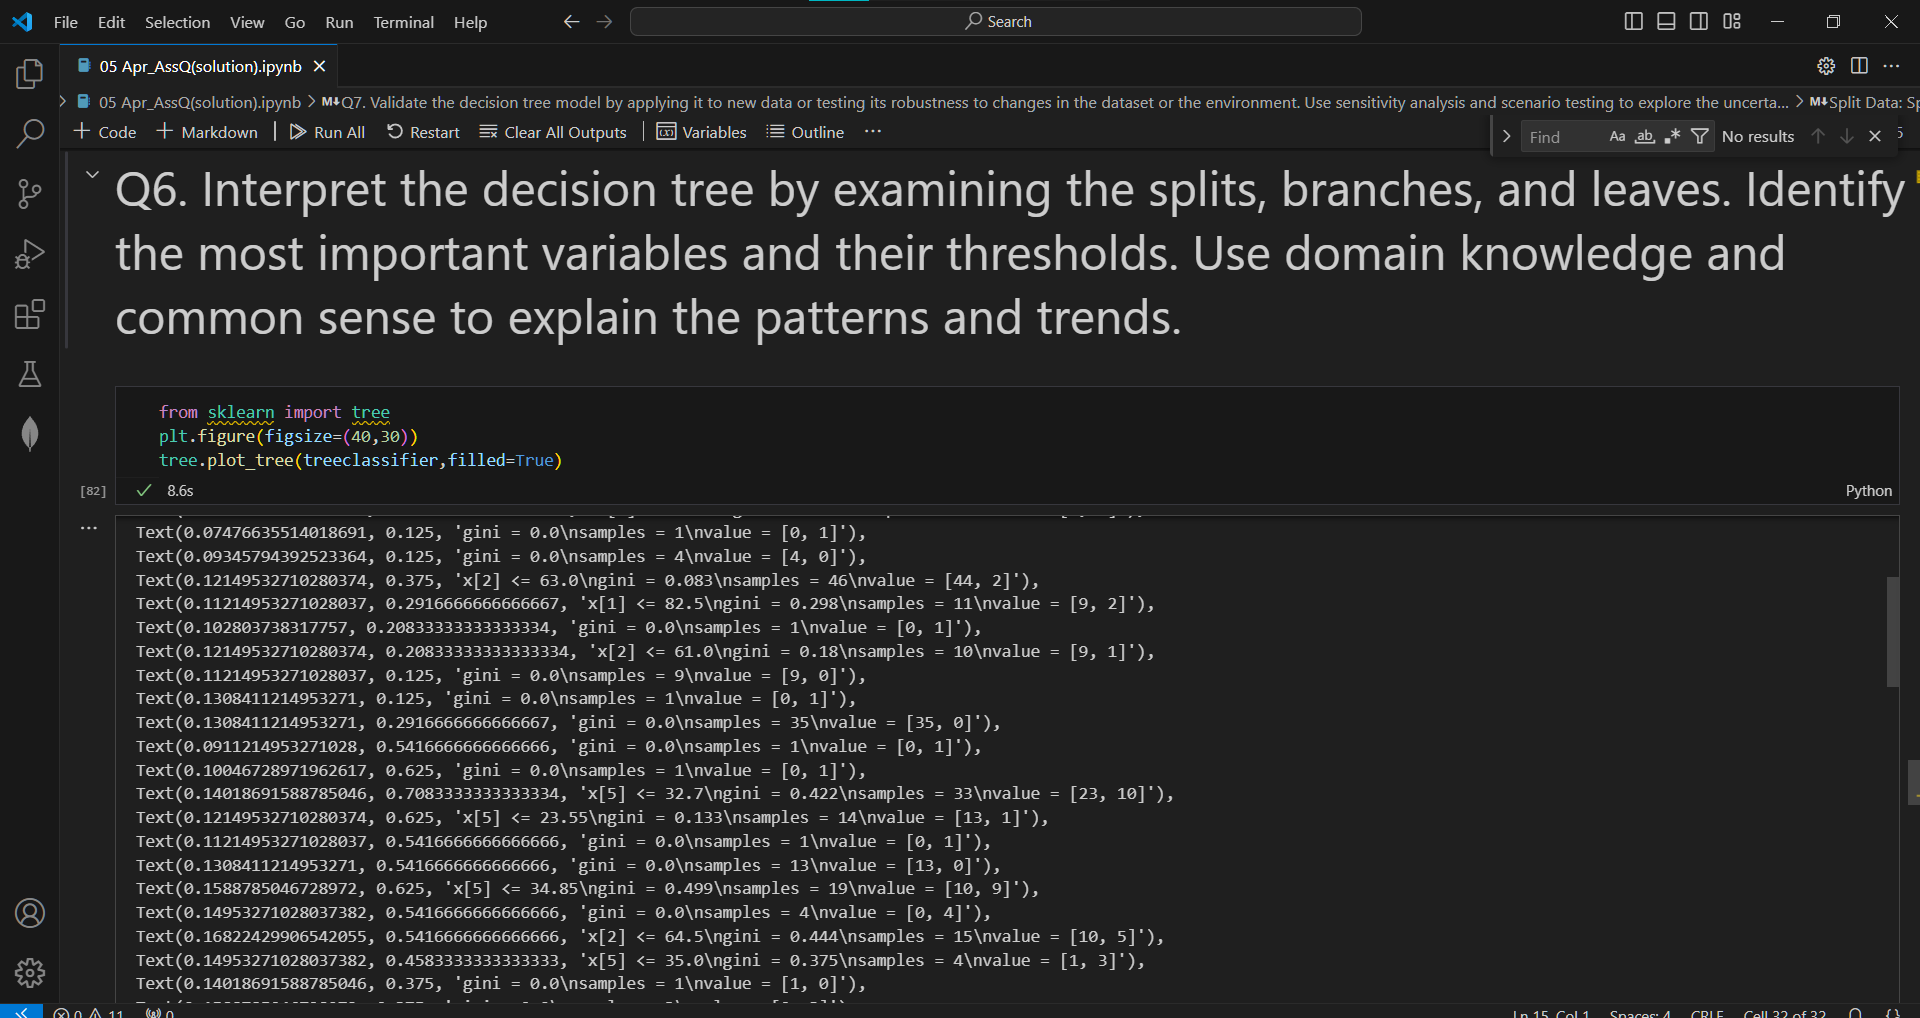 File Edit Selection View Go Run Terminal Help
Search
05 Apr_AssQ(solution).ipynb
05 Apr_AssQ(solution).ipynb > M↓Q7. Validate the decision tree model by applying it to new data or testing its robustness to changes in the dataset or the environment. Use sensitivity analysis and scenario testing to explore the uncerta... > M↓Split Data: Sp
+ Code + Markdown | Run All Restart Clear All Outputs | Variables Outline ...
Find Aa ab .* No results
Q6. Interpret the decision tree by examining the splits, branches, and leaves. Identify
the most important variables and their thresholds. Use domain knowledge and
common sense to explain the patterns and trends.
from sklearn import tree
plt.figure(figsize=(40,30))
tree.plot_tree(treeclassifier,filled=True)
[82] 8.6s Python
...
Text(0.07476635514018691, 0.125, 'gini = 0.0\nsamples = 1\nvalue = [0, 1]'),
Text(0.09345794392523364, 0.125, 'gini = 0.0\nsamples = 4\nvalue = [4, 0]'),
Text(0.12149532710280374, 0.375, 'x[2] <= 63.0\ngini = 0.083\nsamples = 46\nvalue = [44, 2]'),
Text(0.11214953271028037, 0.2916666666666667, 'x[1] <= 82.5\ngini = 0.298\nsamples = 11\nvalue = [9, 2]'),
Text(0.102803738317757, 0.20833333333333334, 'gini = 0.0\nsamples = 1\nvalue = [0, 1]'),
Text(0.12149532710280374, 0.20833333333333334, 'x[2] <= 61.0\ngini = 0.18\nsamples = 10\nvalue = [9, 1]'),
Text(0.11214953271028037, 0.125, 'gini = 0.0\nsamples = 9\nvalue = [9, 0]'),
Text(0.1308411214953271, 0.125, 'gini = 0.0\nsamples = 1\nvalue = [0, 1]'),
Text(0.1308411214953271, 0.2916666666666667, 'gini = 0.0\nsamples = 35\nvalue = [35, 0]'),
Text(0.0911214953271028, 0.5416666666666666, 'gini = 0.0\nsamples = 1\nvalue = [0, 1]'),
Text(0.10046728971962617, 0.625, 'gini = 0.0\nsamples = 1\nvalue = [0, 1]'),
Text(0.14018691588785046, 0.7083333333333334, 'x[5] <= 32.7\ngini = 0.422\nsamples = 33\nvalue = [23, 10]'),
Text(0.12149532710280374, 0.625, 'x[5] <= 23.55\ngini = 0.133\nsamples = 14\nvalue = [13, 1]'),
Text(0.11214953271028037, 0.5416666666666666, 'gini = 0.0\nsamples = 1\nvalue = [0, 1]'),
Text(0.1308411214953271, 0.5416666666666666, 'gini = 0.0\nsamples = 13\nvalue = [13, 0]'),
Text(0.1588785046728972, 0.625, 'x[5] <= 34.85\ngini = 0.499\nsamples = 19\nvalue = [10, 9]'),
Text(0.14953271028037382, 0.5416666666666666, 'gini = 0.0\nsamples = 4\nvalue = [0, 4]'),
Text(0.16822429906542055, 0.5416666666666666, 'x[2] <= 64.5\ngini = 0.444\nsamples = 15\nvalue = [10, 5]'),
Text(0.14953271028037382, 0.4583333333333333, 'x[5] <= 35.0\ngini = 0.375\nsamples = 4\nvalue = [1, 3]'),
Text(0.14018691588785046, 0.375, 'gini = 0.0\nsamples = 1\nvalue = [1, 0]'),
0 11 0 Ln 15, Col 1 Spaces: 4 CRLF Cell 32 of 32